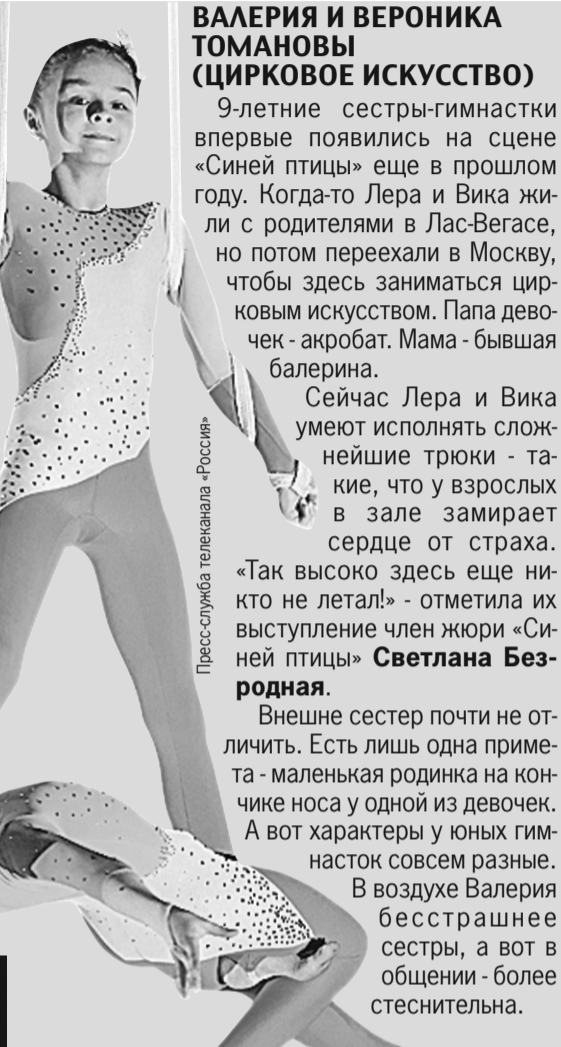 ВАЛЕРИЯ И ВЕРОНИКА
ТОМАНОВЫ
(ЦИРКОВОЕ ИСКУССТВО)
9-летние сестры-гимнастки
впервые появились на сцене
«Синей птицы» еще в прошлом
году. Когда-то Лера и Вика жи-
ли с родителями в Лас-Вегасе,
но потом переехали в Москву,
чтобы здесь заниматься цир-
ковым искусством. Папа дево-
чек - акробат. Мама - бывшая
балерина.
Сейчас Лера и Вика
умеют исполнять слож-
нейшие трюки - та-
кие, что у взрослых
в зале замирает
сердце от страха.
«Так высоко здесь еще ни-
кто не летал!» - отметила их
выступление член жюри «Си-
ней птицы» Светлана Без-
родная.
Внешне сестер почти не от-
личить. Есть лишь одна приме-
та - маленькая родинка на кон-
чике носа у одной из девочек.
А вот характеры у юных гим-
насток совсем разные.
В воздухе Валерия
бесстрашнее
сестры, а вот в
общении - более
стеснительна.
Пресс-служба телеканала «Россия»